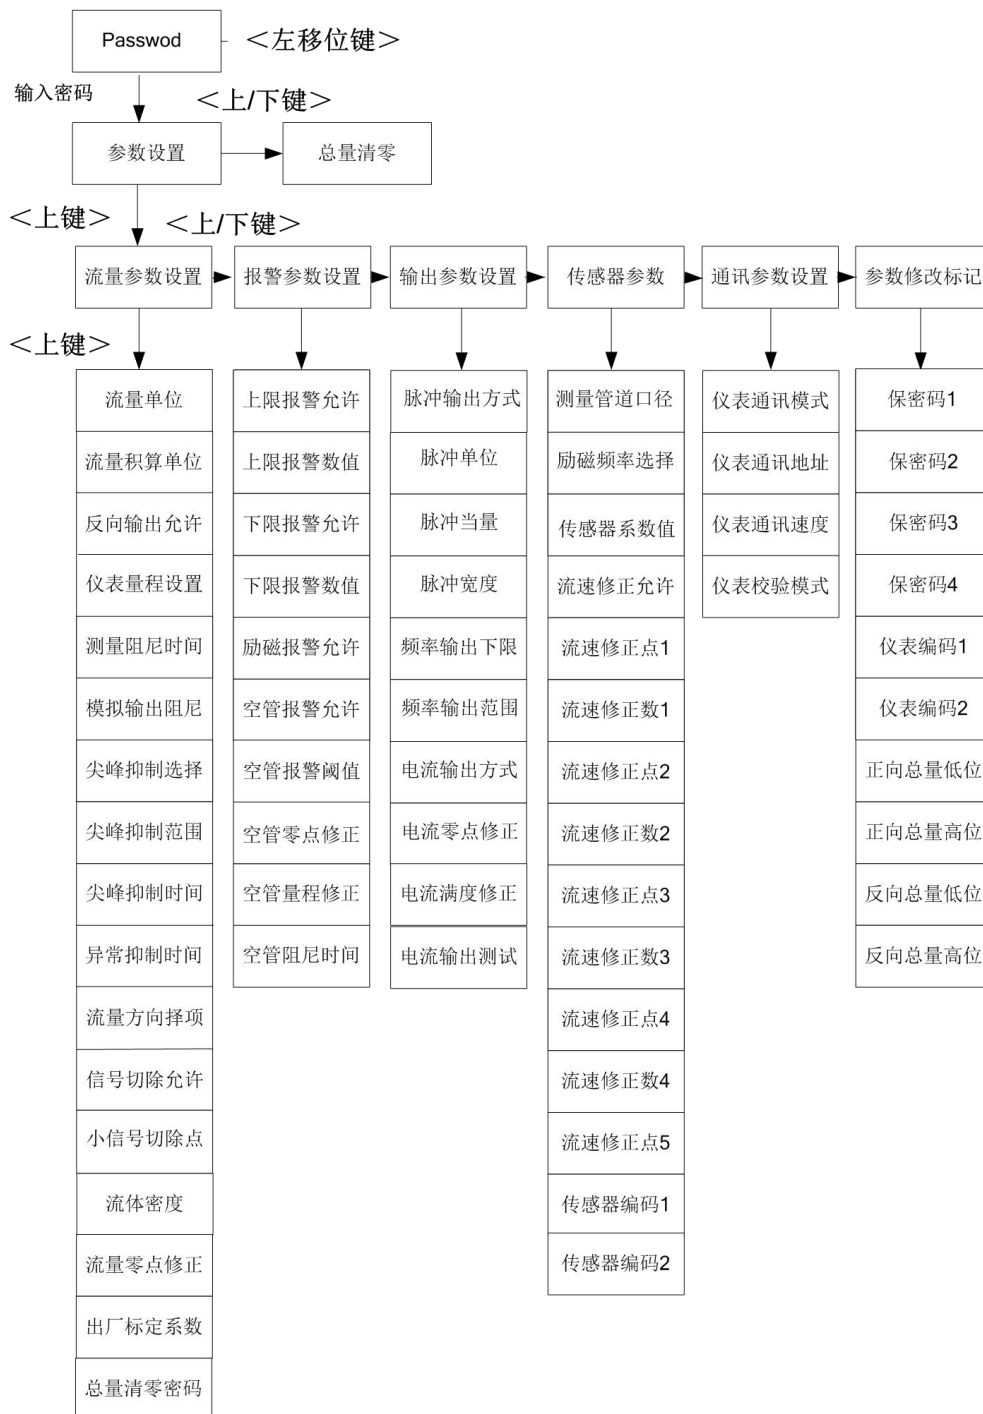 Passwod
＜左移位键＞
输入密码
＜上/下键＞
参数设置
总量清零
＜上键＞
＜上/下键＞
流量参数设置
报警参数设置
输出参数设置
传感器参数
通讯参数设置
参数修改标记
＜上键＞
流量单位
流量积算单位
反向输出允许
仪表量程设置
测量阻尼时间
模拟输出阻尼
尖峰抑制选择
尖峰抑制范围
尖峰抑制时间
异常抑制时间
流量方向择项
信号切除允许
小信号切除点
流体密度
流量零点修正
出厂标定系数
总量清零密码
上限报警允许
上限报警数值
下限报警允许
下限报警数值
励磁报警允许
空管报警允许
空管报警阈值
空管零点修正
空管量程修正
空管阻尼时间
脉冲输出方式
脉冲单位
脉冲当量
脉冲宽度
频率输出下限
频率输出范围
电流输出方式
电流零点修正
电流满度修正
电流输出测试
测量管道口径
励磁频率选择
传感器系数值
流速修正允许
流速修正点1
流速修正数1
流速修正点2
流速修正数2
流速修正点3
流速修正数3
流速修正点4
流速修正数4
流速修正点5
传感器编码1
传感器编码2
仪表通讯模式
仪表通讯地址
仪表通讯速度
仪表校验模式
保密码1
保密码2
保密码3
保密码4
仪表编码1
仪表编码2
正向总量低位
正向总量高位
反向总量低位
反向总量高位